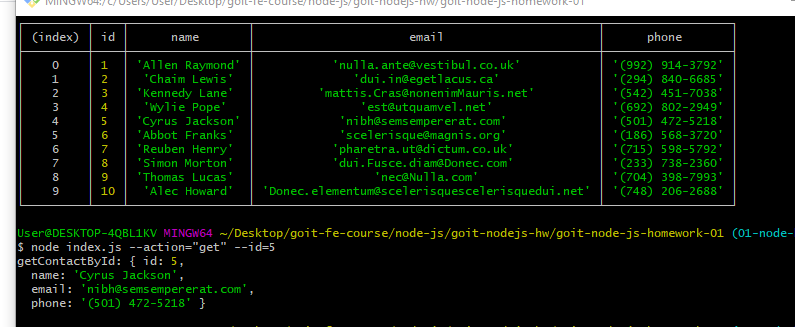 MINGW64:/c/Users/User/Desktop/goit-fe-course/node-js/goit-nodejs-hw/goit-node-js-homework-01
(index) id name email phone
0 1 'Allen Raymond' 'nulla.ante@vestibul.co.uk' '(992) 914-3792'
1 2 'Chaim Lewis' 'dui.in@egetlacus.ca' '(294) 840-6685'
2 3 'Kennedy Lane' 'mattis.Cras@nonenimMauris.net' '(542) 451-7038'
3 4 'Wylie Pope' 'est@utquamvel.net' '(692) 802-2949'
4 5 'Cyrus Jackson' 'nibh@semsempererat.com' '(501) 472-5218'
5 6 'Abbot Franks' 'scelerisque@magnis.org' '(186) 568-3720'
6 7 'Reuben Henry' 'pharetra.ut@dictum.co.uk' '(715) 598-5792'
7 8 'Simon Morton' 'dui.Fusce.diam@Donec.com' '(233) 738-2360'
8 9 'Thomas Lucas' 'nec@Nulla.com' '(704) 398-7993'
9 10 'Alec Howard' 'Donec.elementum@scelerisquescelerisquedui.net' '(748) 206-2688'
User@DESKTOP-4QBL1KV MINGW64 ~/Desktop/goit-fe-course/node-js/goit-nodejs-hw/goit-node-js-homework-01 (01-node-
$ node index.js --action="get" --id=5
getContactById: { id: 5,
name: 'Cyrus Jackson',
email: 'nibh@semsempererat.com',
phone: '(501) 472-5218' }